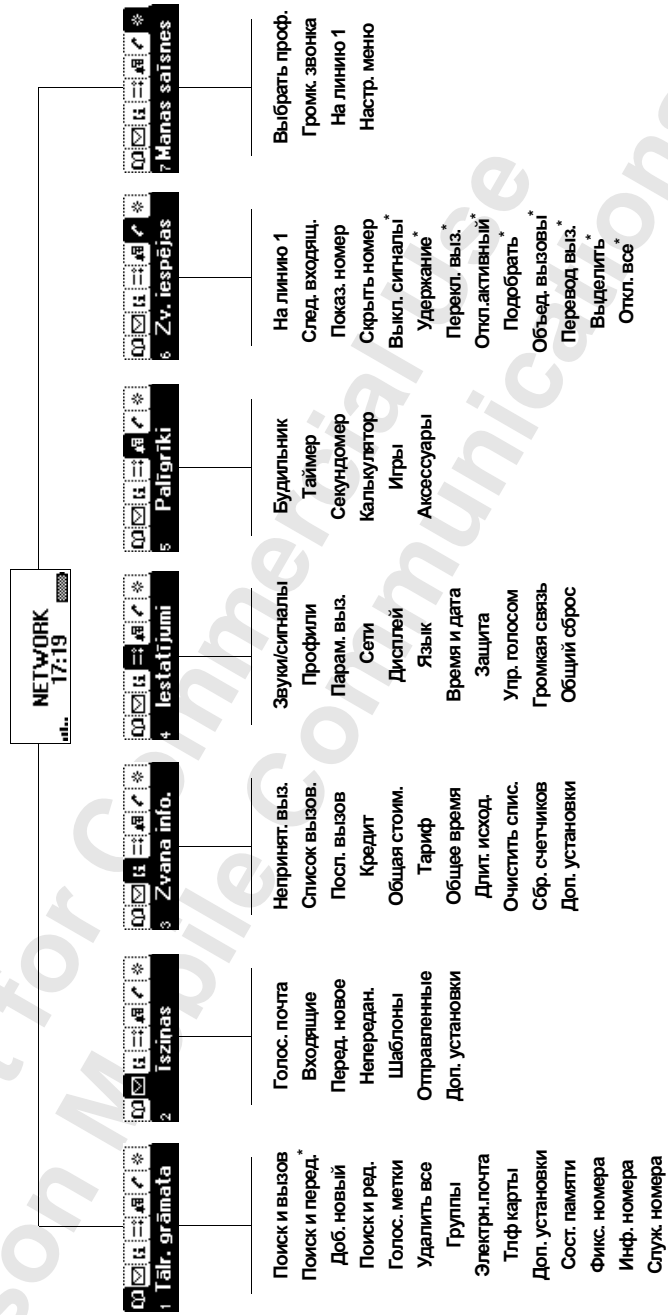 NETWORK
17:19
1 Tālr. grāmata
Поиск и вызов
Поиск и перед.*
Доб. новый
Поиск и ред.
Голос. метки
Удалить все
Группы
Электрн.почта
Тлф карты
Доп. установки
Сост. памяти
Фикс. номера
Инф. номера
Служ. номера
2 Īsziņas
Голос. почта
Входящие
Перед. новое
Непередан.
Шаблоны
Отправленные
Доп. установки
3 Zvana info.
Непринят. выз.
Список вызов.
Посл. вызов
Кредит
Общая стоим.
Тариф
Общее время
Длит. исход.
Очистить спис.
Сбр. счетчиков
Доп. установки
4 Iestatījumi
Звуки/сигналы
Профили
Парам. выз.
Сети
Дисплей
Язык
Время и дата
Защита
Упр. голосом
Громкая связь
Общий сброс
5 Palīgrīki
Будильник
Таймер
Секундомер
Калькулятор
Игры
Аксессуары
6 Zv. iespējas
На линию 1
След. входящ.
Показ. номер
Скрыть номер
Выкл. сигналы*
Удержание*
Перекл. выз.*
Откл.активный*
Подобрать*
Объед. вызовы*
Перевод выз.*
Выделить*
Откл. все*
7 Manas saīsnes
Выбрать проф.
Громк. звонка
На линию 1
Настр. меню
for Commercial Use
son Mobile Communications